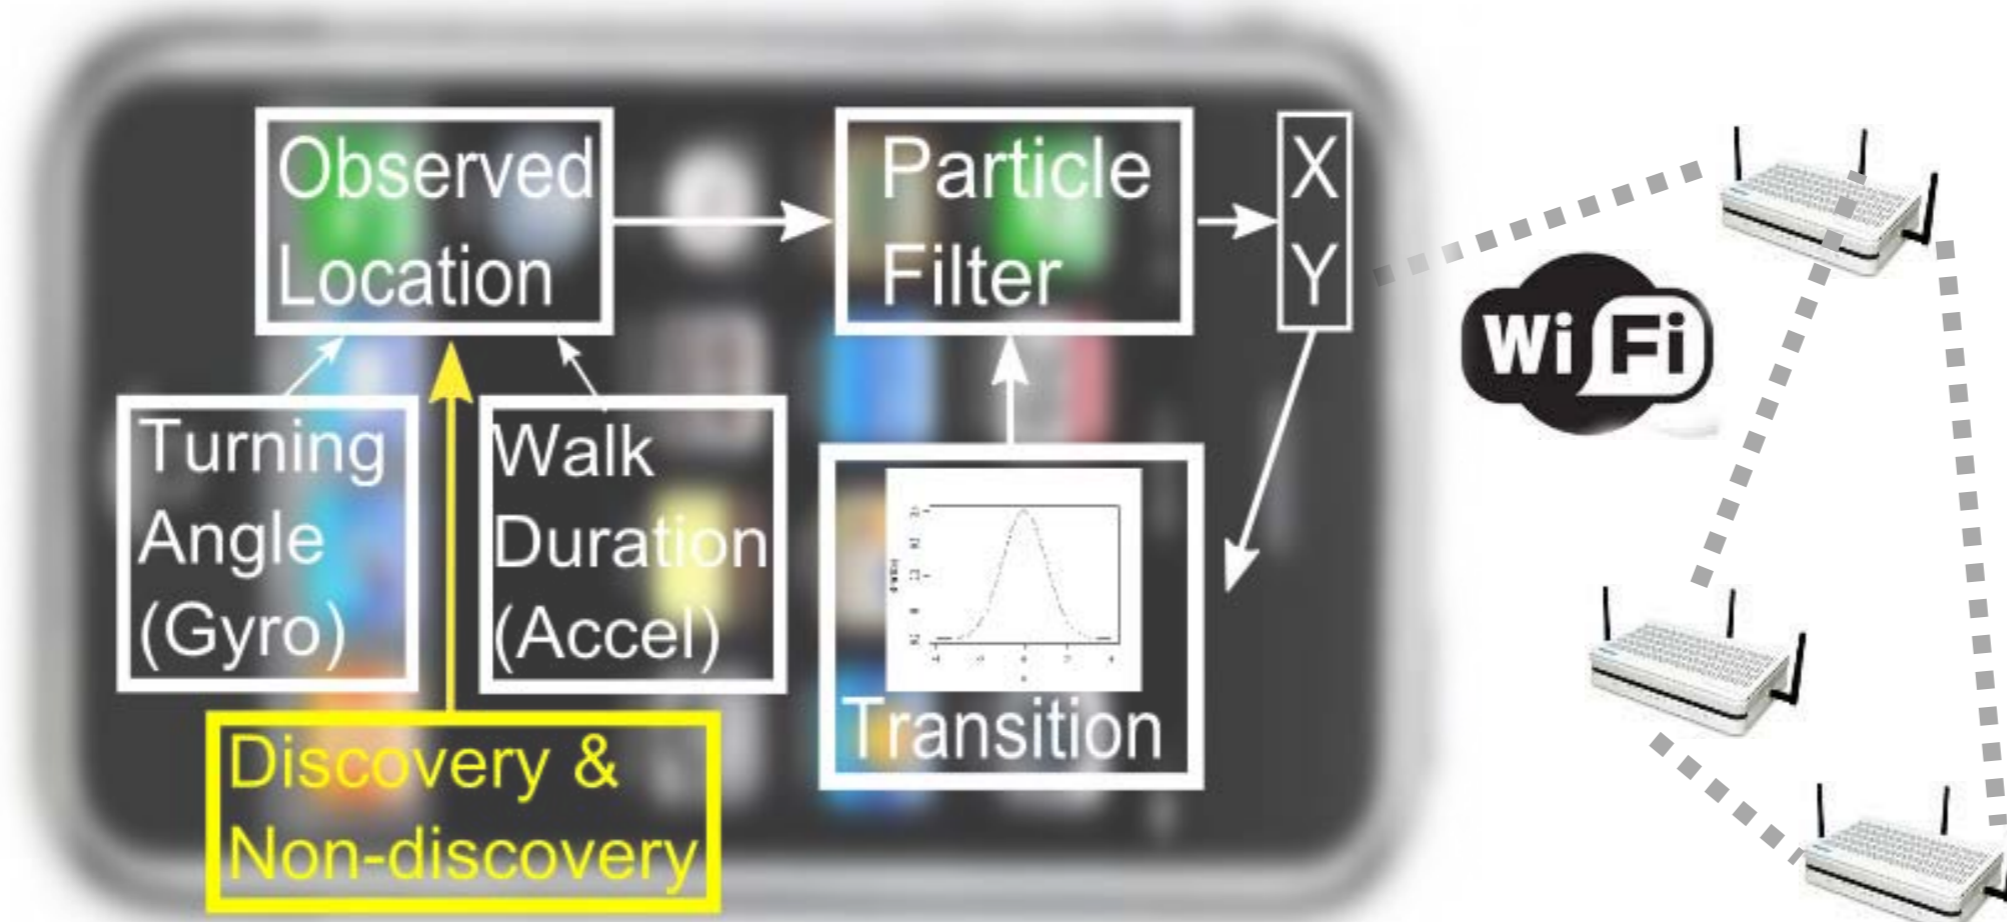 Observed
Location
Particle
Filter
X
Y
Turning
Angle
(Gyro)
Walk
Duration
(Accel)
Transition
Discovery &
Non-discovery
Wi Fi